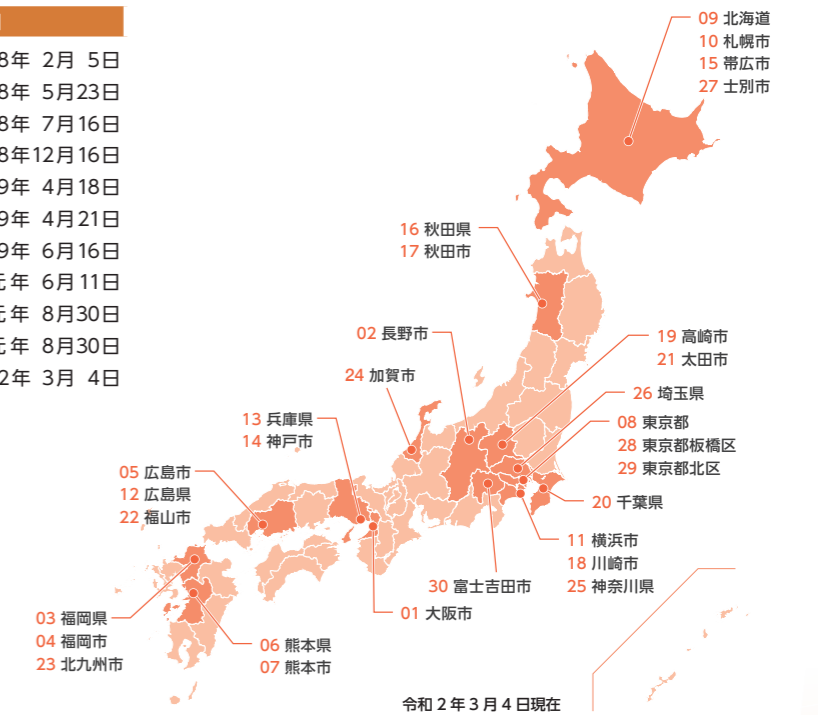 年 2月 5日
年 5月23日
年 7月16日
年12月16日
年 4月18日
年 4月21日
年 6月16日
年 6月11日
年 8月30日
年 8月30日
2年 3月 4日
09 北海道
10 札幌市
15 帯広市
27 士別市
16 秋田県
17 秋田市
02 長野市
19 高崎市
21 太田市
24 加賀市
26 埼玉県
08 東京都
28 東京都板橋区
29 東京都北区
13 兵庫県
14 神戸市
05 広島市
12 広島県
22 福山市
20 千葉県
11 横浜市
18 川崎市
25 神奈川県
30 富士吉田市
01 大阪市
03 福岡県
04 福岡市
23 北九州市
06 熊本県
07 熊本市
令和2年3月4日現在